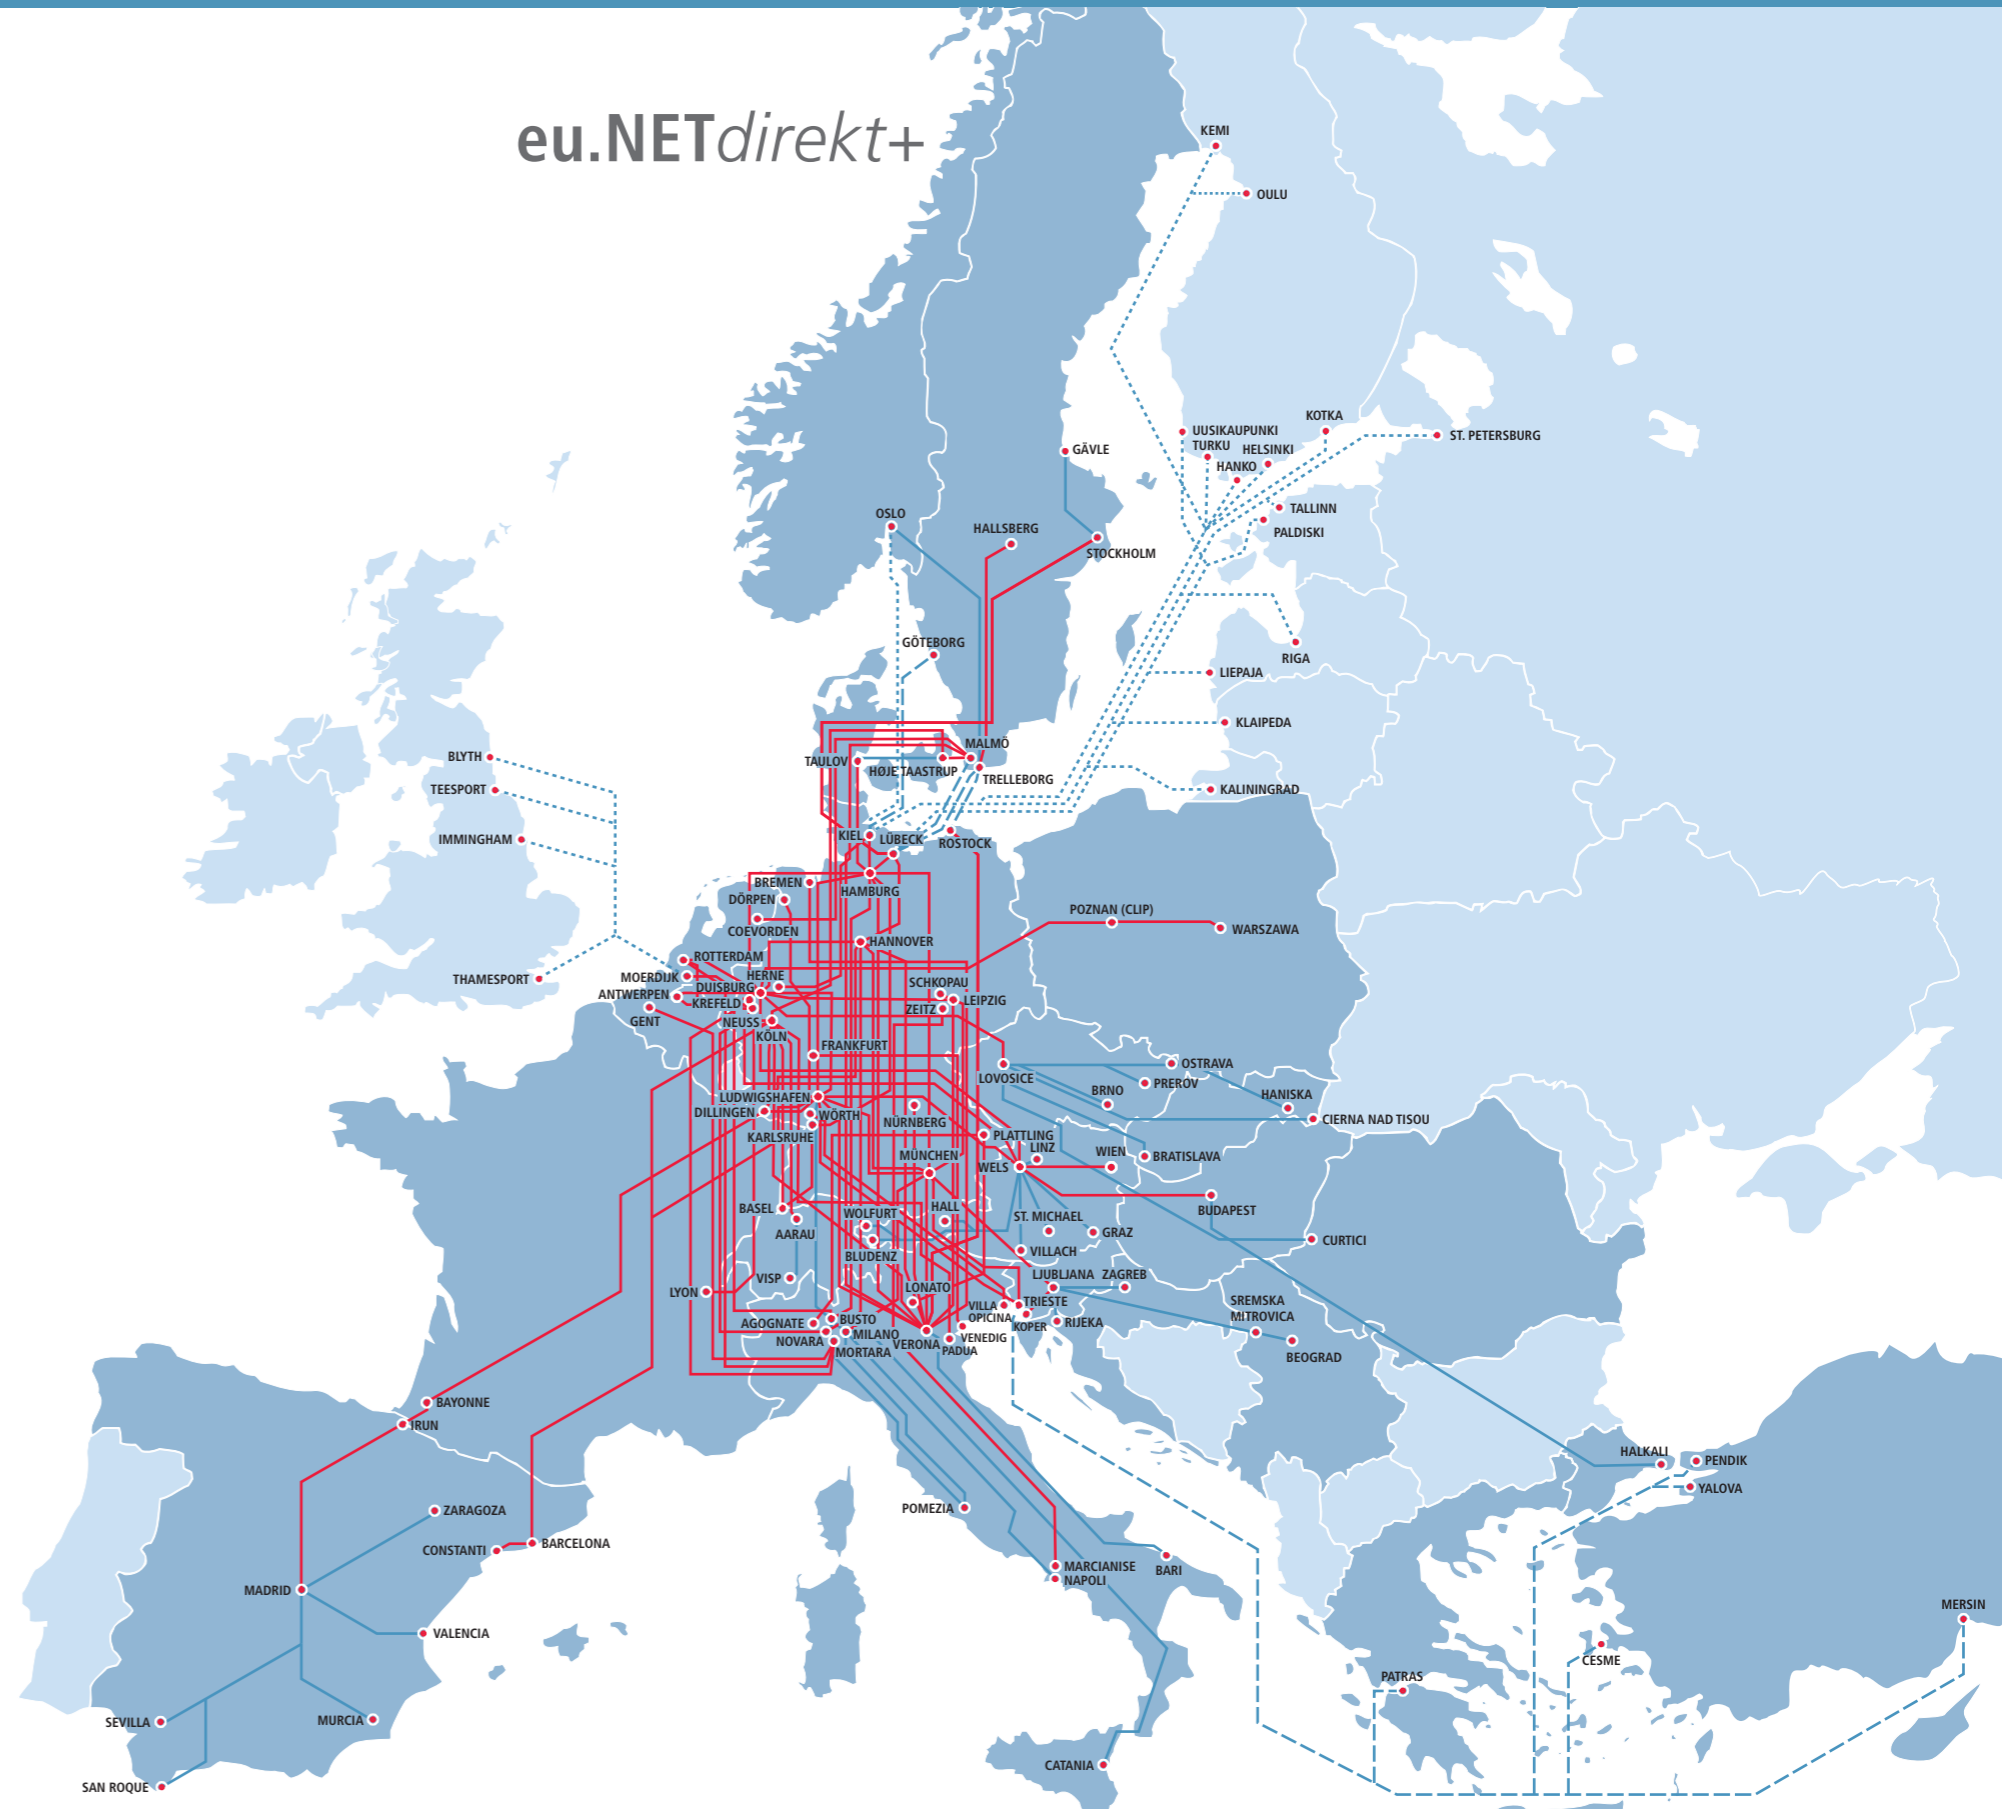 eu.NETdirekt+
KEMI
OULU
KOTKA
UUSIKAUPUNKI
ST. PETERSBURG
TURKU
HELSINKI
GÄVLE
HANKO
TALLINN
OSLO
HALLSBERG
PALDISKI
STOCKHOLM
GÖTEBORG
RIGA
LIEPAJA
KLAIPEDA
MALMÖ
BLYTH
TAULOV
HØJE TAASTRUP
TRELLEBORG
TEESPORT
KALININGRAD
IMMINGHAM
KIEL
LÜBECK
ROSTOCK
BREMEN
HAMBURG
DÖRPEN
POZNAN (CLIP)
COEVORDEN
WARSZAWA
HANNOVER
ROTTERDAM
THAMESPORT
MOERDIJK
HERNE
DUISBURG
SCHKOPAU
ANTWERPEN
KREFELD
LEIPZIG
ZEITZ
GENT
NEUSS
KÖLN
FRANKFURT
OSTRAVA
LOVOSICE
PREROV
BRNO
HANISKA
LUDWIGSHAFEN
DILLINGEN
WÖRTH
CIERNA NAD TISOU
NÜRNBERG
KARLSRUHE
PLATTLING
LINZ
MÜNCHEN
WIEN
BRATISLAVA
WELS
BASEL
HALL
BUDAPEST
WOLFURT
ST. MICHAEL
AARAU
GRAZ
CURTICI
BLUDENZ
VILLACH
VISP
LJUBLJANA
ZAGREB
LYON
LONATO
VILLA
OPICINA
TRIESTE
SREMSKA
MITROVICA
AGOGNATE
BUSTO
KOPER
RIJEKA
NOVARA
MILANO
VERONA
VENEDIG
MORTARA
PADUA
BEOGRAD
BAYONNE
IRUN
HALKALI
PENDIK
YALOVA
ZARAGOZA
POMEZIA
CONSTANTI
BARCELONA
MARCIANISE
BARI
NAPOLI
MADRID
MERSIN
VALENCIA
CESME
PATRAS
SEVILLA
MURCIA
CATANIA
SAN ROQUE